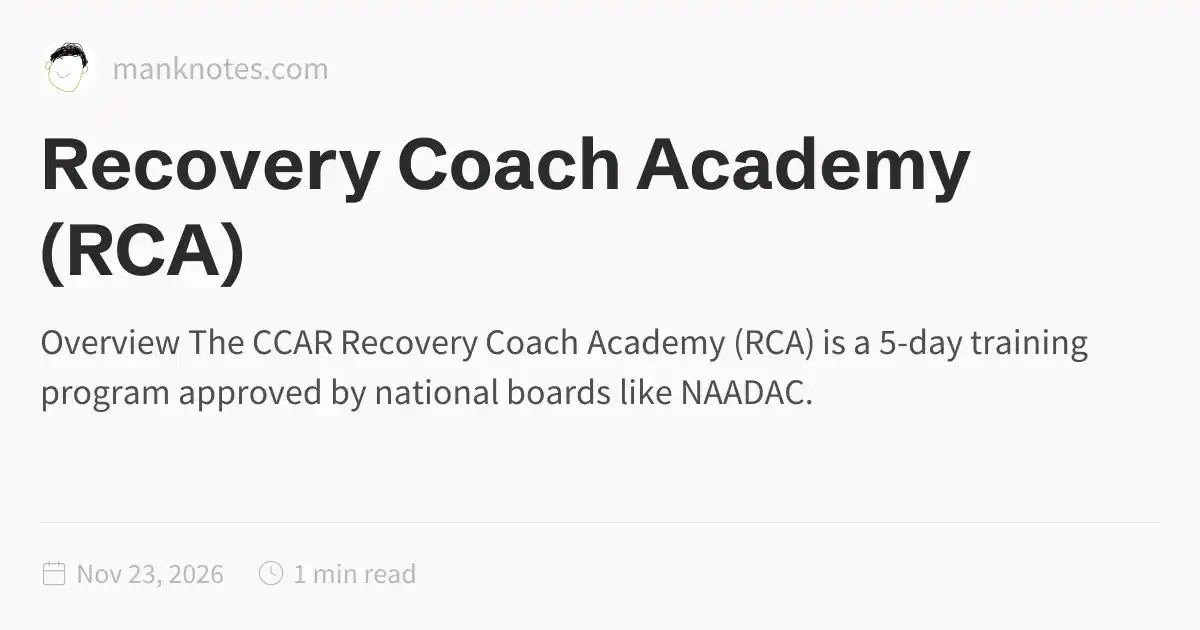 manknotes.com
Recovery Coach Academy
(RCA)
Overview The CCAR Recovery Coach Academy (RCA) is a 5-day training
program approved by national boards like NAADAC.
Nov 23, 2026 1 min read